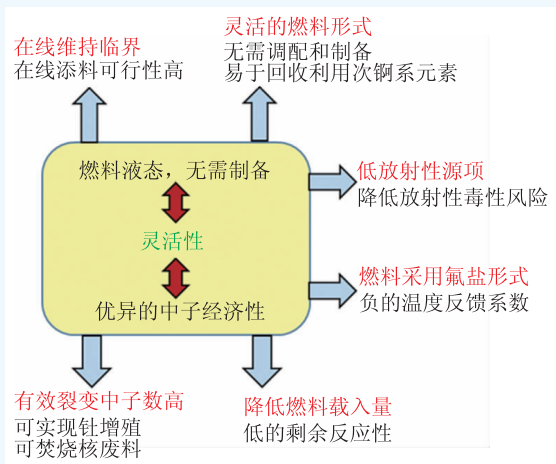 在线维持临界
在线添料可行性高
灵活的燃料形式
无需调配和制备
易于回收利用次锕系元素
燃料液态，无需制备
灵活性
优异的中子经济性
低放射性源项
降低放射性毒性风险
燃料采用氟盐形式
负的温度反馈系数
有效裂变中子数高
可实现钍增殖
可焚烧核废料
降低燃料载入量
低的剩余反应性